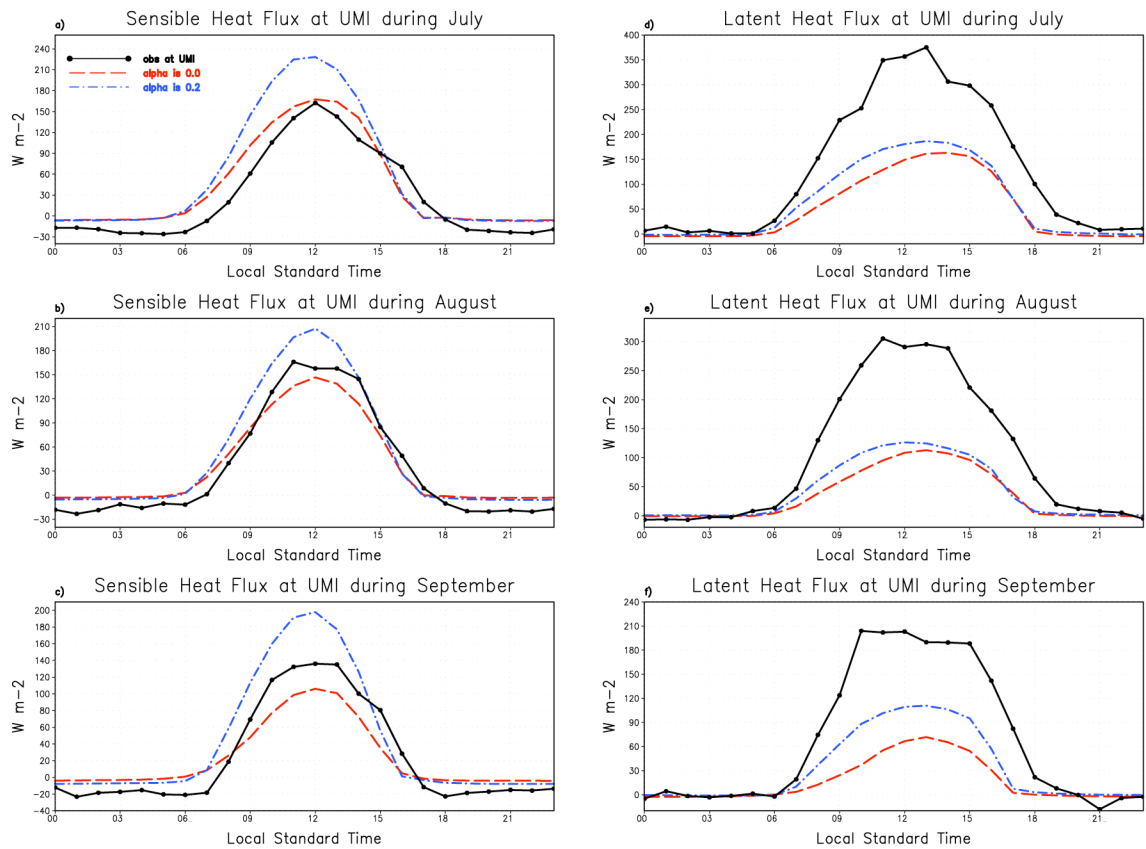 Sensible Heat Flux at UMI during July
a)
240
210
180
150
120
90
60
30
0
−30
W m−2
obs at UMI
alpha is 0.0
alpha is 0.2
00 03 06 09 12 15 18 21
Local Standard Time
Latent Heat Flux at UMI during July
d)
400
350
300
250
200
150
100
50
0
W m−2
00 03 06 09 12 15 18 21
Local Standard Time
Sensible Heat Flux at UMI during August
b)
210
180
150
120
90
60
30
0
−30
W m−2
00 03 06 09 12 15 18 21
Local Standard Time
Latent Heat Flux at UMI during August
e)
300
250
200
150
100
50
0
W m−2
00 03 06 09 12 15 18 21
Local Standard Time
Sensible Heat Flux at UMI during September
c)
200
180
160
140
120
100
80
60
40
20
0
−20
−40
W m−2
00 03 06 09 12 15 18 21
Local Standard Time
Latent Heat Flux at UMI during September
f)
240
210
180
150
120
90
60
30
0
W m−2
00 03 06 09 12 15 18 21
Local Standard Time